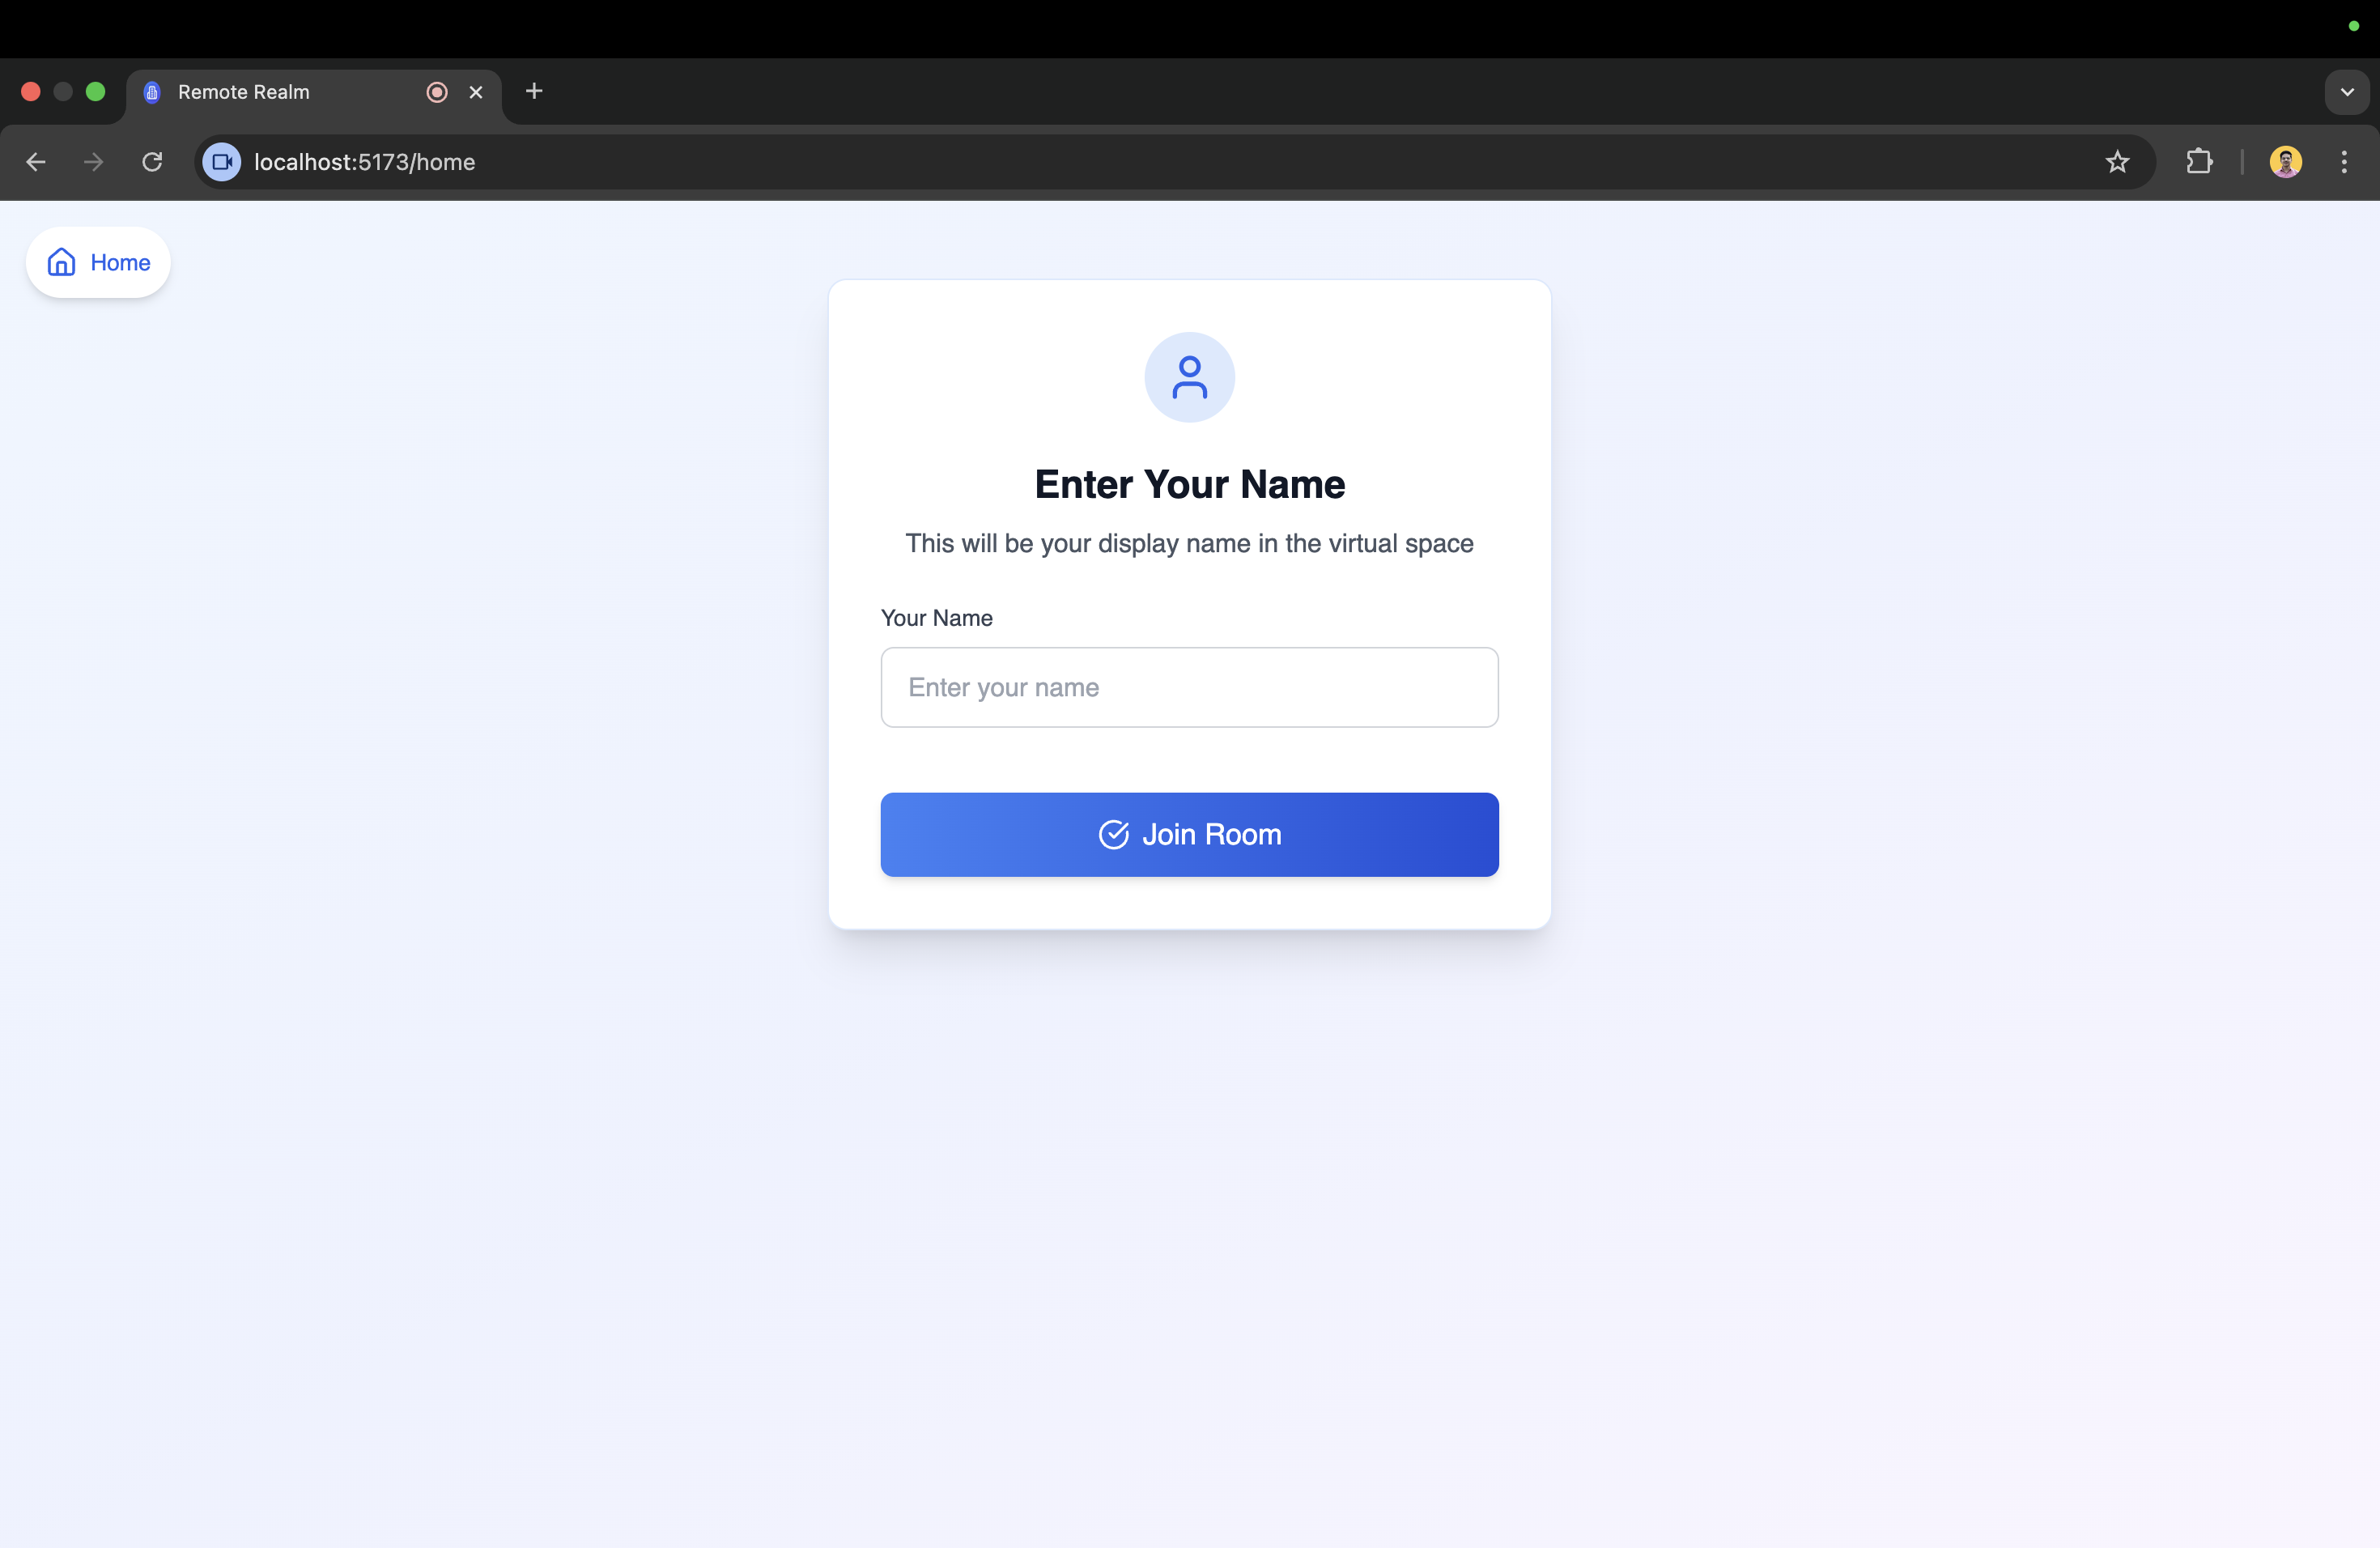 Remote Realm
localhost:5173/home
Home
Enter Your Name
This will be your display name in the virtual space
Your Name
Enter your name
Join Room